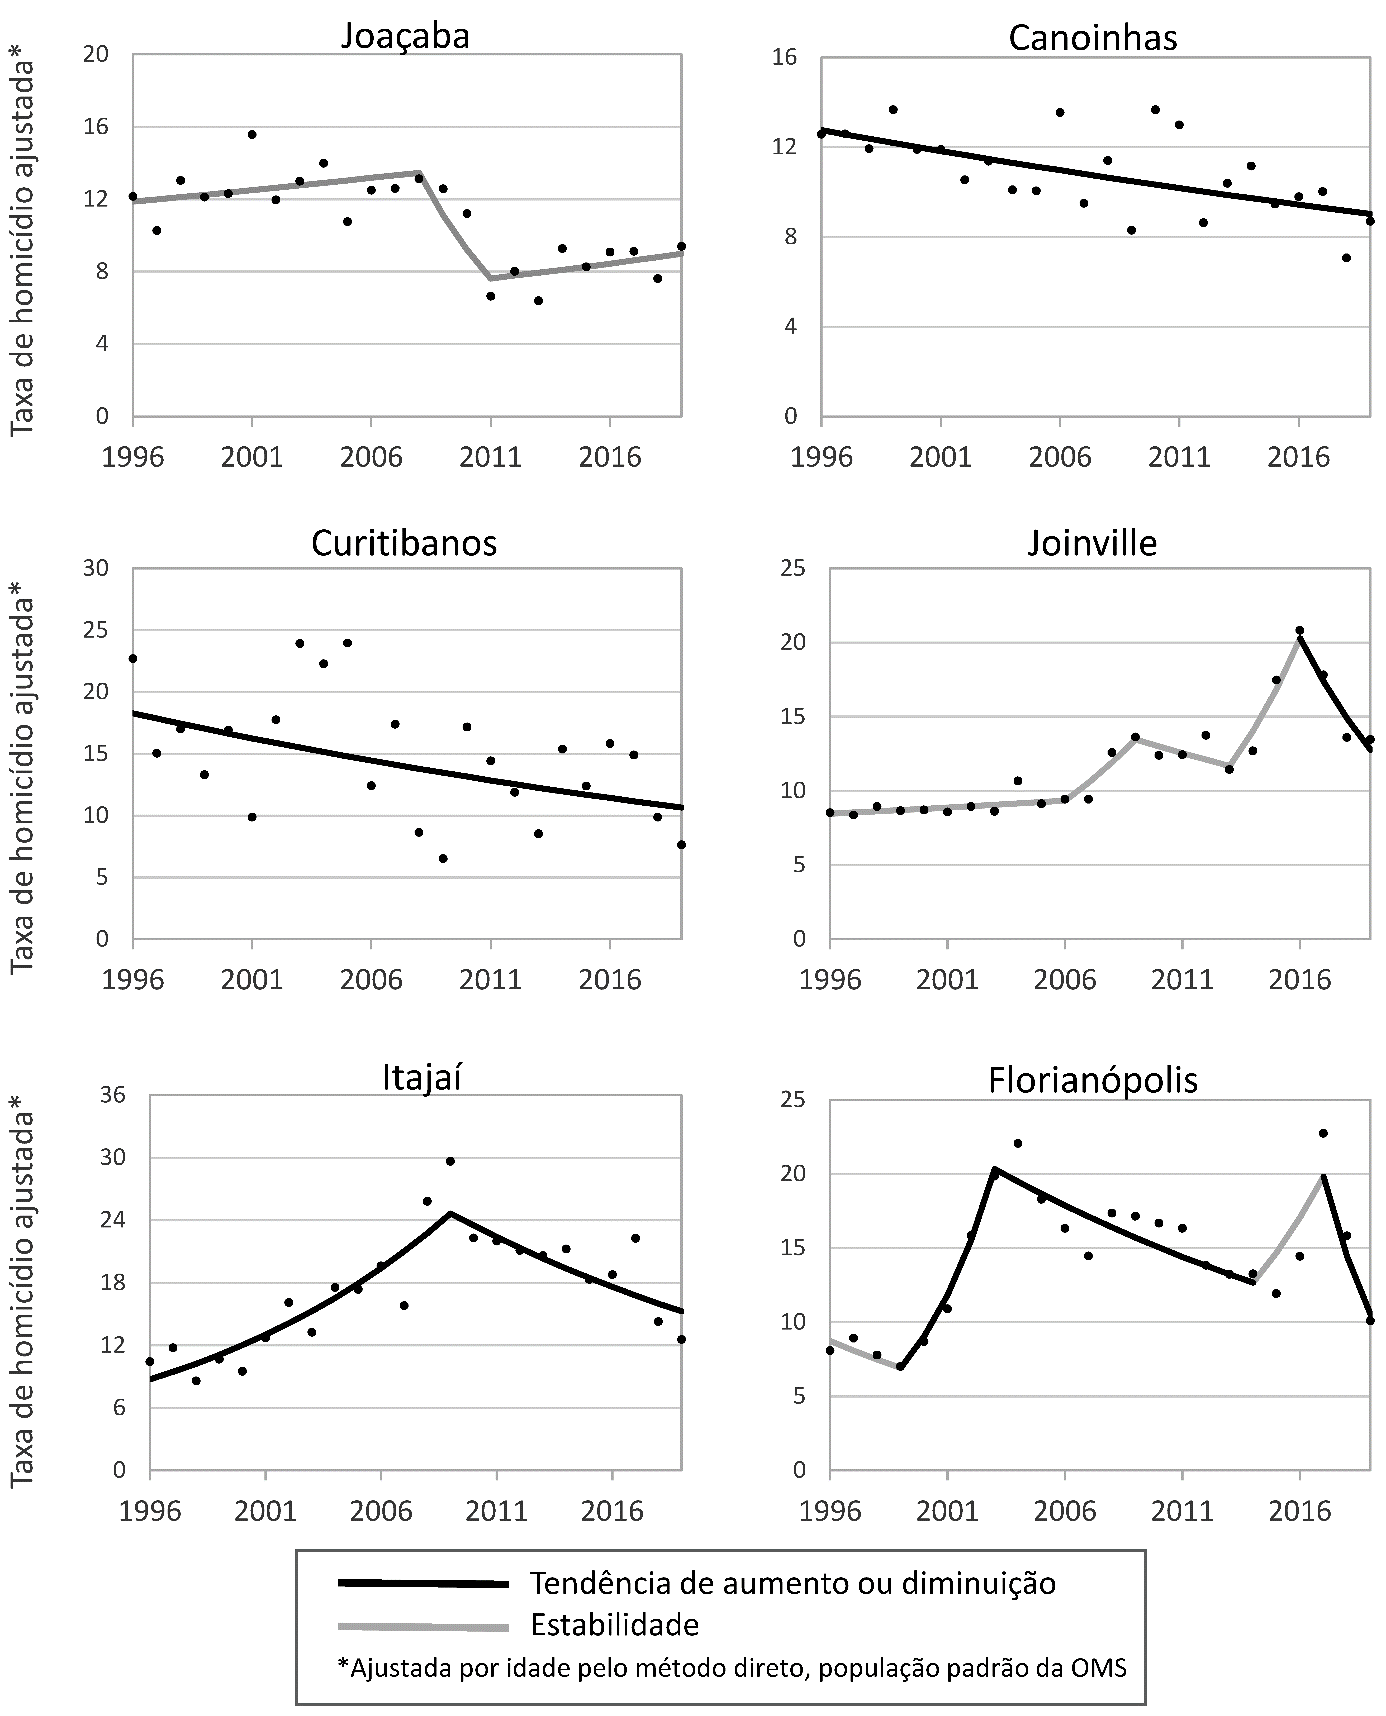 Joaçaba
Canoinhas
Taxa de homicídio ajustada*
20
16
12
8
4
0
1996 2001 2006 2011 2016
16
12
8
4
0
1996 2001 2006 2011 2016
Curitibanos
Joinville
Taxa de homicídio ajustada*
30
25
20
15
10
5
0
1996 2001 2006 2011 2016
25
20
15
10
5
0
1996 2001 2006 2011 2016
Itajaí
Florianópolis
Taxa de homicídio ajustada*
36
30
24
18
12
6
0
1996 2001 2006 2011 2016
25
20
15
10
5
0
1996 2001 2006 2011 2016
Tendência de aumento ou diminuição
Estabilidade
*Ajustada por idade pelo método direto, população padrão da OMS